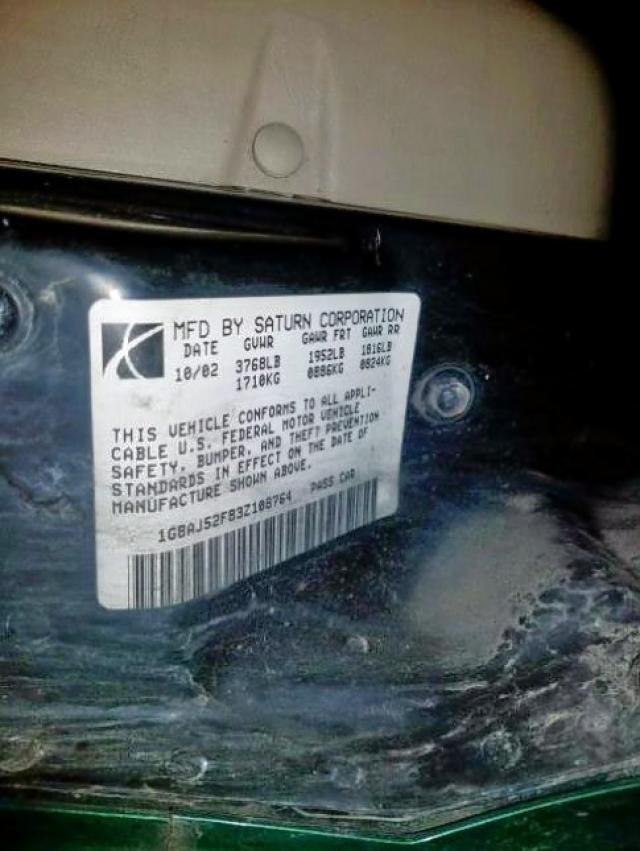 MFD BY SATURN CORPORATION
DATE GVWR GAWR FRT GAWR RR
10/02 3768LB 1952LB 1816LB
1710KG 0886KG 0824KG
THIS VEHICLE CONFORMS TO ALL APPLI-
CABLE U.S. FEDERAL MOTOR VEHICLE
SAFETY, BUMPER, AND THEFT PREVENTION
STANDARDS IN EFFECT ON THE DATE OF
MANUFACTURE SHOWN ABOVE.
1G8AJ52F83Z108764 PASS CAR